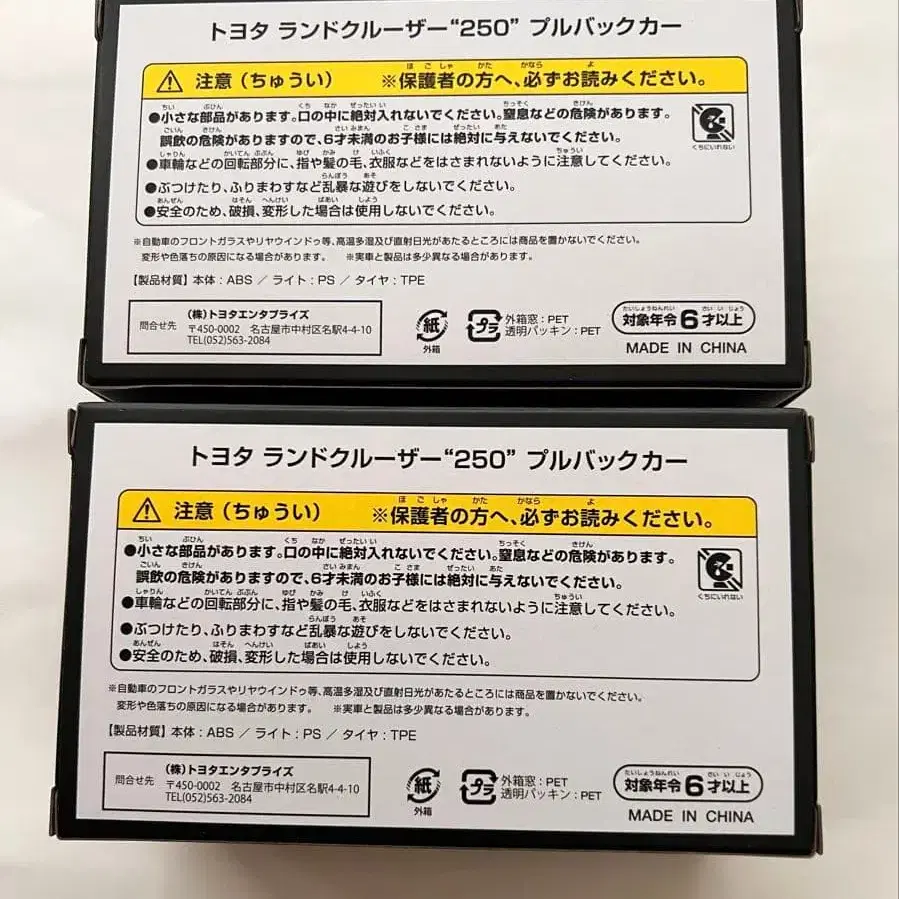 トヨタ ランドクルーザー“250” プルバックカー
注意(ちゅうい) ※保護者の方へ、必ずお読みください。
●小さな部品があります。口の中に絶対入れないでください。窒息などの危険があります。
誤飲の危険がありますので、6才未満のお子様には絶対に与えないでください。
●車輪などの回転部分に、指や髪の毛、衣服などをはさまれないように注意してください。
●ぶつけたり、ふりまわすなど乱暴な遊びをしないでください。
●安全のため、破損、変形した場合は使用しないでください。
くちにいれない
※自動車のフロントガラスやリヤウインドゥ等、高温多湿及び直射日光があたるところには商品を置かないでください。
変形や色落ちの原因になる場合があります。 ※実車と製品は多少異なる場合があります。
【製品材質】本体:ABS / ライト:PS / タイヤ:TPE
問合せ先
(株)トヨタエンタプライズ
〒450-0002 名古屋市中村区名駅4-4-10
TEL(052)563-2084
紙
外箱
プラ
外箱窓:PET
透明パッキン:PET
たいしょうねんれい さい いじょう
対象年令6才以上
MADE IN CHINA
トヨタ ランドクルーザー“250” プルバックカー
注意(ちゅうい) ※保護者の方へ、必ずお読みください。
●小さな部品があります。口の中に絶対入れないでください。窒息などの危険があります。
誤飲の危険がありますので、6才未満のお子様には絶対に与えないでください。
●車輪などの回転部分に、指や髪の毛、衣服などをはさまれないように注意してください。
●ぶつけたり、ふりまわすなど乱暴な遊びをしないでください。
●安全のため、破損、変形した場合は使用しないでください。
くちにいれない
※自動車のフロントガラスやリヤウインドゥ等、高温多湿及び直射日光があたるところには商品を置かないでください。
変形や色落ちの原因になる場合があります。 ※実車と製品は多少異なる場合があります。
【製品材質】本体:ABS / ライト:PS / タイヤ:TPE
問合せ先
(株)トヨタエンタプライズ
〒450-0002 名古屋市中村区名駅4-4-10
TEL(052)563-2084
紙
外箱
プラ
外箱窓:PET
透明パッキン:PET
たいしょうねんれい さい いじょう
対象年令6才以上
MADE IN CHINA